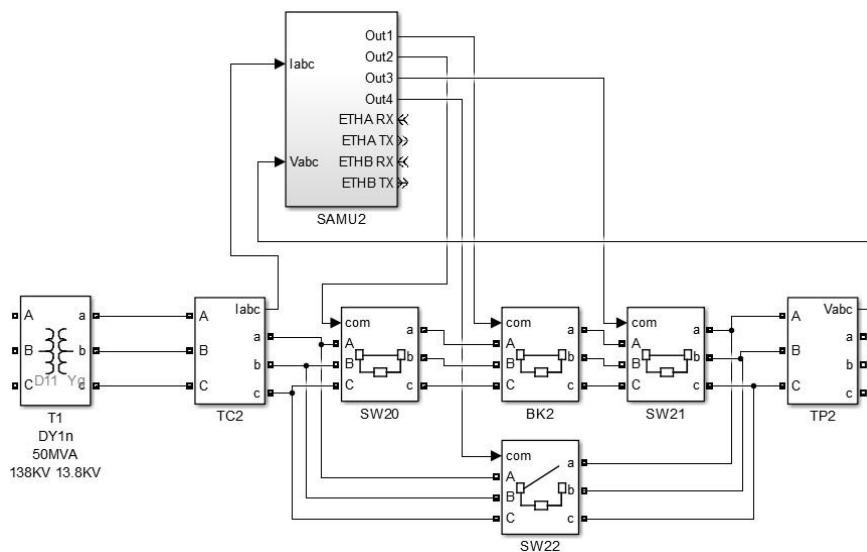 Out1
Out2
Out3
Out4
Iabc
ETHA RX
ETHA TX
Vabc
ETHB RX
ETHB TX
SAMU2
A a
B b
C c
D11 Yg
T1
DY1n
50MVA
138KV 13.8KV
Iabc
A a
B b
C c
TC2
com
A a
B b
C c
SW20
com
A a
B b
C c
BK2
com
A a
B b
C c
SW21
Vabc
A a
B b
C c
TP2
com
A a
B b
C c
SW22